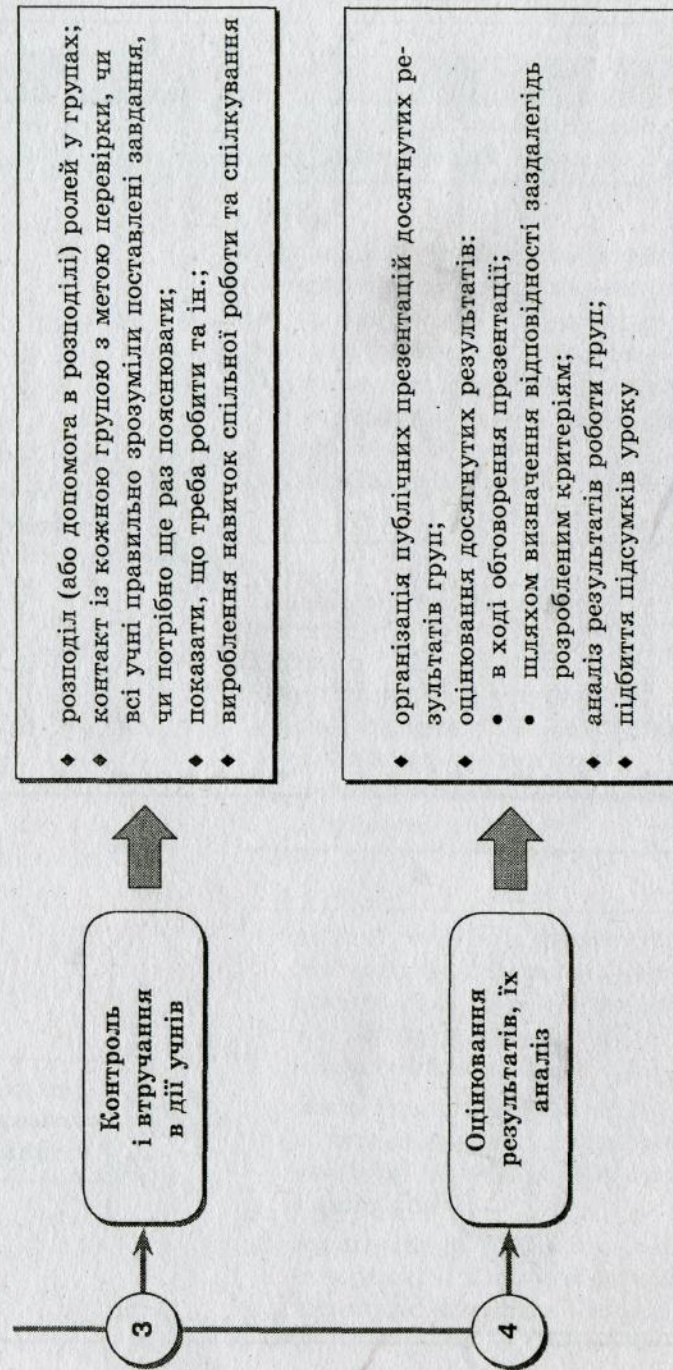 3
Контроль
і втручання
в дії учнів
♦ розподіл (або допомога в розподілі) ролей у групах;
♦ контакт із кожною групою з метою перевірки, чи
всі учні правильно зрозуміли поставлені завдання,
чи потрібно ще раз пояснювати;
♦ показати, що треба робити та ін.;
♦ вироблення навичок спільної роботи та спілкування
4
Оцінювання
результатів, їх
аналіз
♦ організація публічних презентацій досягнутих ре-
зультатів груп;
♦ оцінювання досягнутих результатів:
• в ході обговорення презентації;
• шляхом визначення відповідності заздалегідь
розробленим критеріям;
♦ аналіз результатів роботи груп;
♦ підбиття підсумків уроку